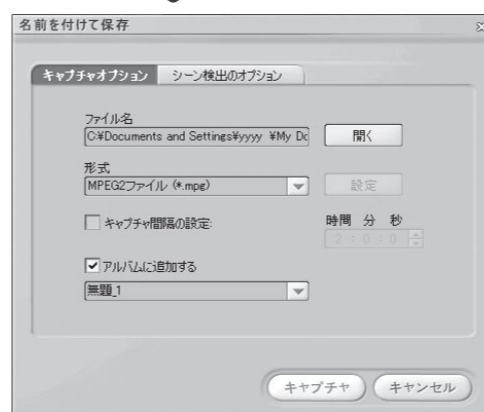 名前を付けて保存
キャプチャオプション シーン検出のオプション
ファイル名
C:¥Documents and Settings¥yyyy ¥My Dc 開く
形式
MPEG2ファイル (*.mpg) 設定
キャプチャ間隔の設定: 時間 分 秒
2 : 0 : 0
アルバムに追加する
無題_1
キャプチャ キャンセル